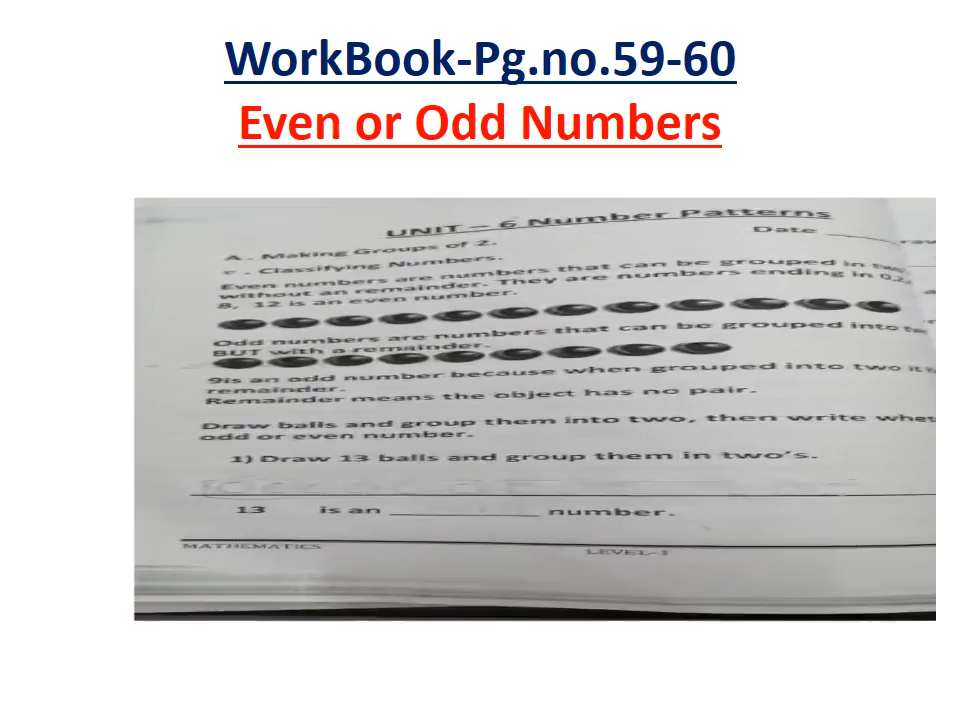 WorkBook-Pg.no.59-60
Even or Odd Numbers
UNIT – 6 Number Patterns
Date ______
A . Making Groups of 2.
. Classifying Numbers.
Even numbers are numbers that can be grouped in two
without an remainder. They are numbers ending in 0,2,
8, 12 is an even number.
Odd numbers are numbers that can be grouped into
BUT with a remainder.
9is an odd number because when grouped into two it
remainder.
Remainder means the object has no pair.
Draw balls and group them into two, then write
odd or even number.
1) Draw 13 balls and group them in two's.
13 is an ____________ number.
MATHEMATICS LEVEL-1